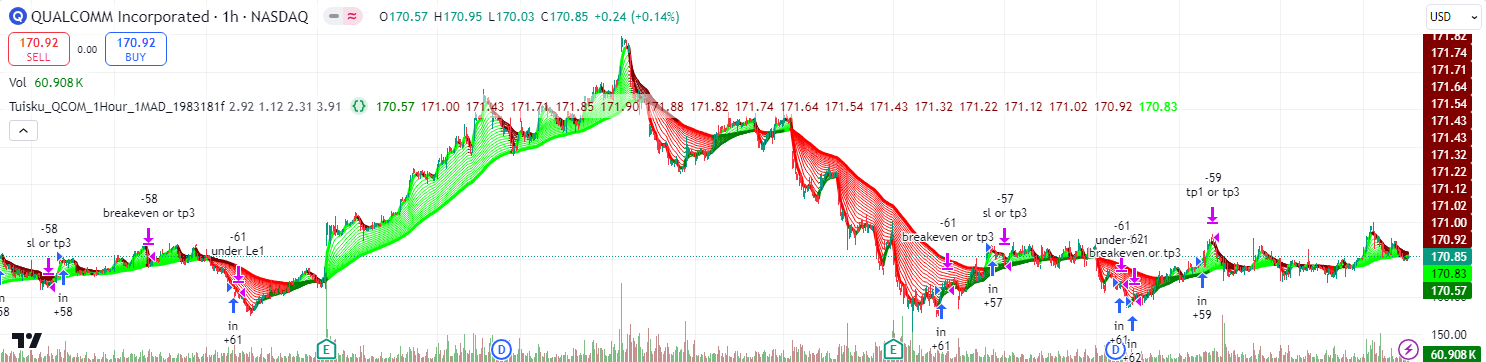 QUALCOMM Incorporated · 1h · NASDAQ O170.57 H170.95 L170.03 C170.85 +0.24 (+0.14%)
USD
170.92 SELL
0.00
170.92 BUY
Vol 60.908 K
Tuisku_QCOM_1Hour_1MAD_1983181f 2.92 1.12 2.31 3.91 {} 170.57 171.00 171.43 171.71 171.85 171.90 171.88 171.82 171.74 171.64 171.54 171.43 171.32 171.22 171.12 171.02 170.92 170.83
-58
sl or tp3
in
+58
-58
breakeven or tp3
-61
under Le1
in
+61
-61
breakeven or tp3
in
+61
-57
sl or tp3
in
+57
-61
breakeven or tp3
in
+62
-59
tp1 or tp3
in
+59
171.82
171.74
171.71
171.64
171.54
171.43
171.43
171.32
171.22
171.12
171.02
171.00
170.92
170.85
170.83
170.57
150.00
60.908 K
E
D
E
D